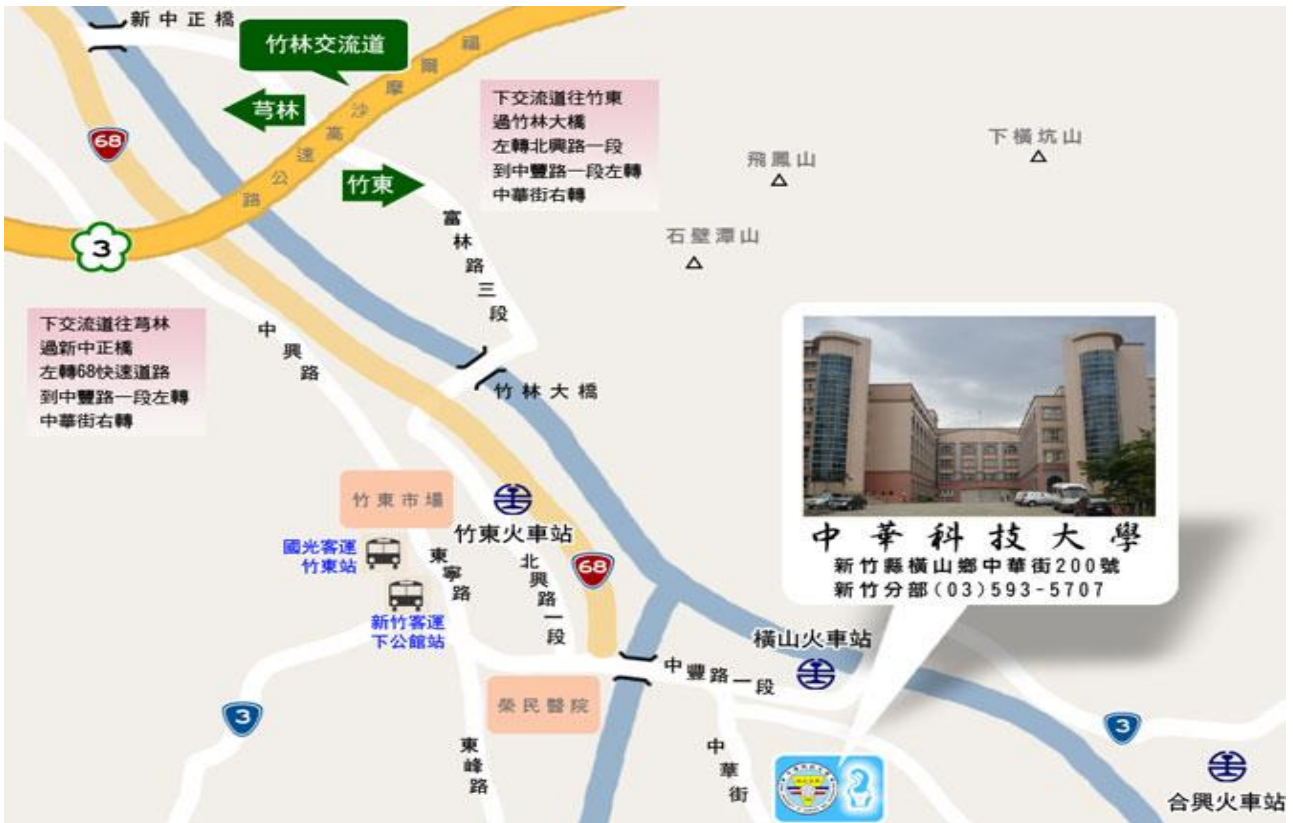 新中正橋
竹林交流道
福爾摩沙高速公路
芎林
68
竹東
3
下交流道往竹東
過竹林大橋
左轉北興路一段
到中豐路一段左轉
中華街右轉
飛鳳山
下橫坑山
石壁潭山
富林路三段
下交流道往芎林
過新中正橋
左轉68快速道路
到中豐路一段左轉
中華街右轉
中興路
竹林大橋
竹東市場
竹東火車站
國光客運
竹東站
新竹客運
下公館站
東寧路
北興路一段
68
中華科技大學
新竹縣橫山鄉中華街200號
新竹分部(03)593-5707
橫山火車站
中豐路一段
榮民醫院
3
東峰路
中華街
3
合興火車站